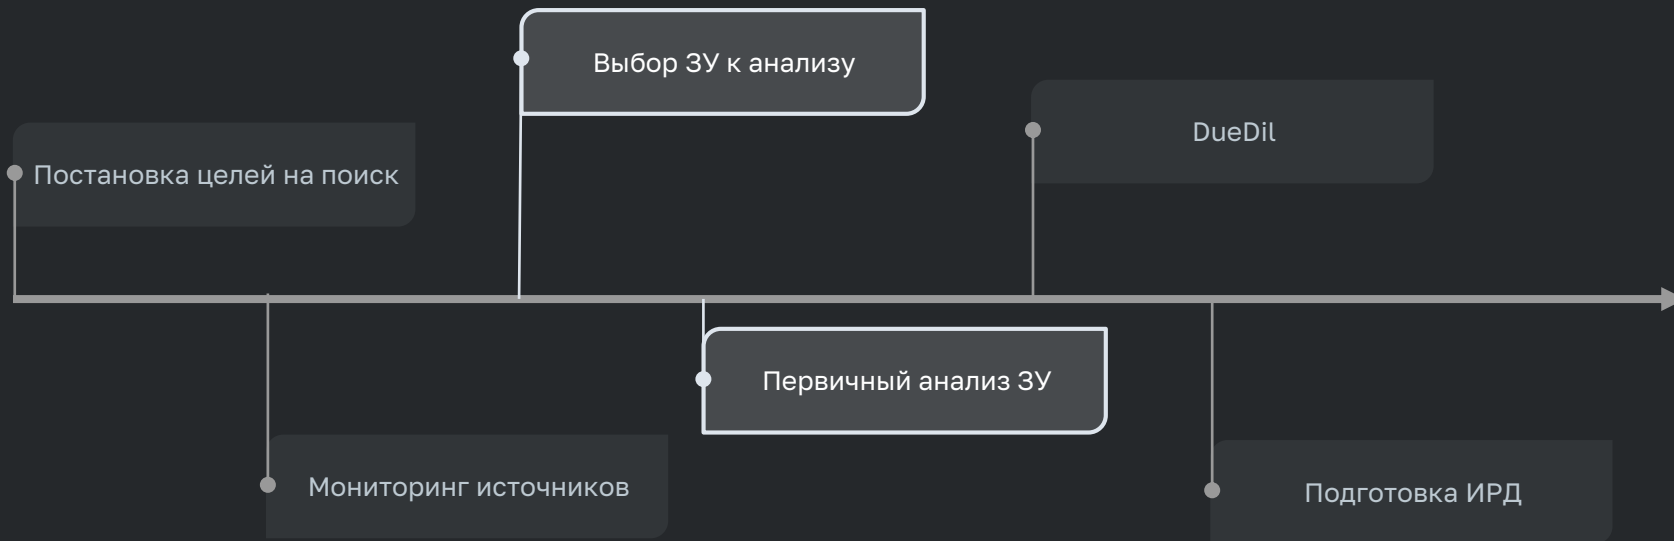 Выбор ЗУ к анализу
DueDil
Постановка целей на поиск
Первичный анализ ЗУ
Мониторинг источников
Подготовка ИРД